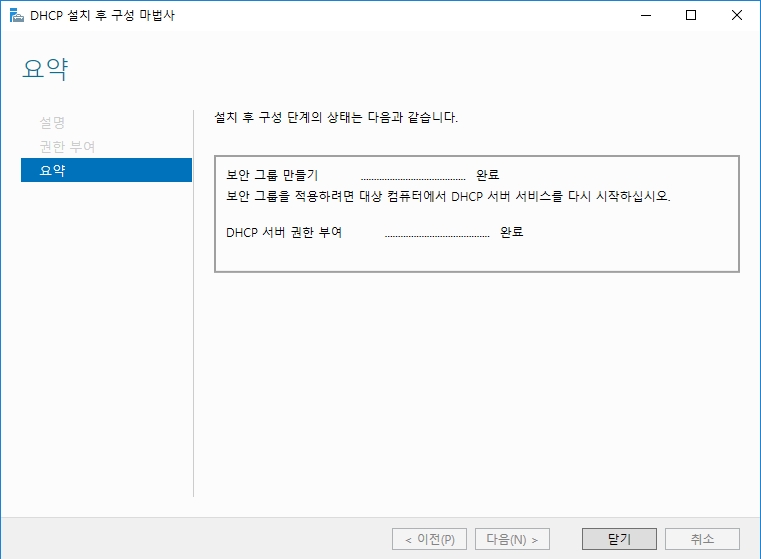 DHCP 설치 후 구성 마법사
요약
설명
권한 부여
요약
설치 후 구성 단계의 상태는 다음과 같습니다.
보안 그룹 만들기 ........................................ 완료
보안 그룹을 적용하려면 대상 컴퓨터에서 DHCP 서버 서비스를 다시 시작하십시오.
DHCP 서버 권한 부여 ........................................ 완료
< 이전(P) 다음(N) > 닫기 취소